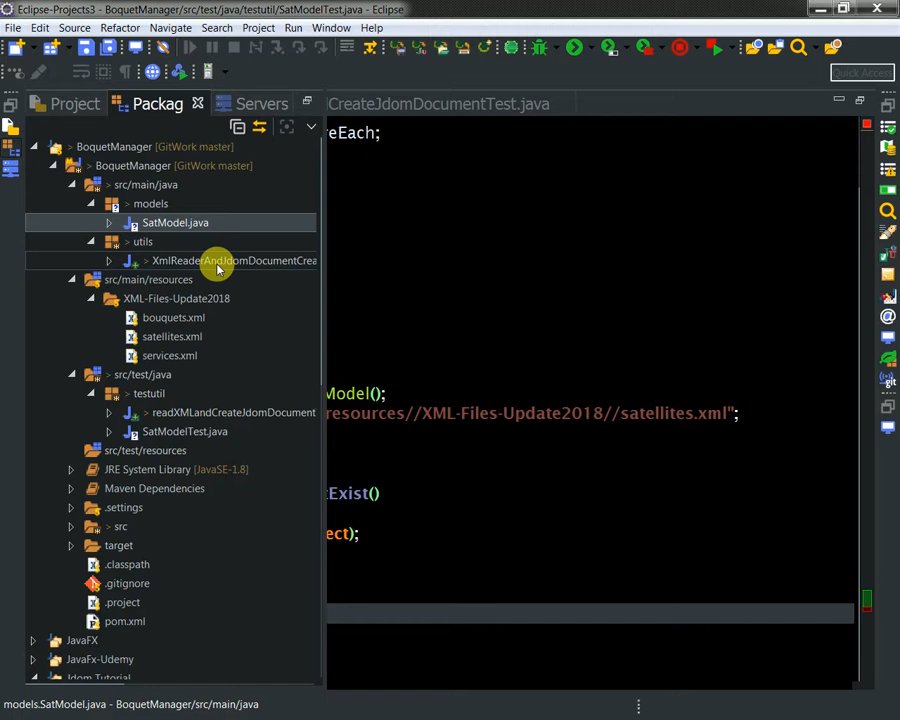 Eclipse-Projects3 - BoquetManager/src/test/java/testutil/SatModelTest.java - Eclipse
File Edit Source Refactor Navigate Search Project Run Window Help
Quick Access
Project Packag Servers CreateJdomDocumentTest.java
> BoquetManager [GitWork master]
> BoquetManager [GitWork master]
> src/main/java
models
SatModel.java
> utils
> XmlReaderAndJdomDocumentCrea
src/main/resources
XML-Files-Update2018
bouquets.xml
satellites.xml
services.xml
> src/test/java
> testutil
> readXMLandCreateJdomDocument
SatModelTest.java
src/test/resources
JRE System Library [JavaSE-1.8]
Maven Dependencies
.settings
> src
target
.classpath
.gitignore
.project
pom.xml
JavaFX
JavaFx-Udemy
Jdom Tutorial
reEach;
Model();
resources//XML-Files-Update2018//satellites.xml";
Exist()
ect);
models.SatModel.java - BoquetManager/src/main/java